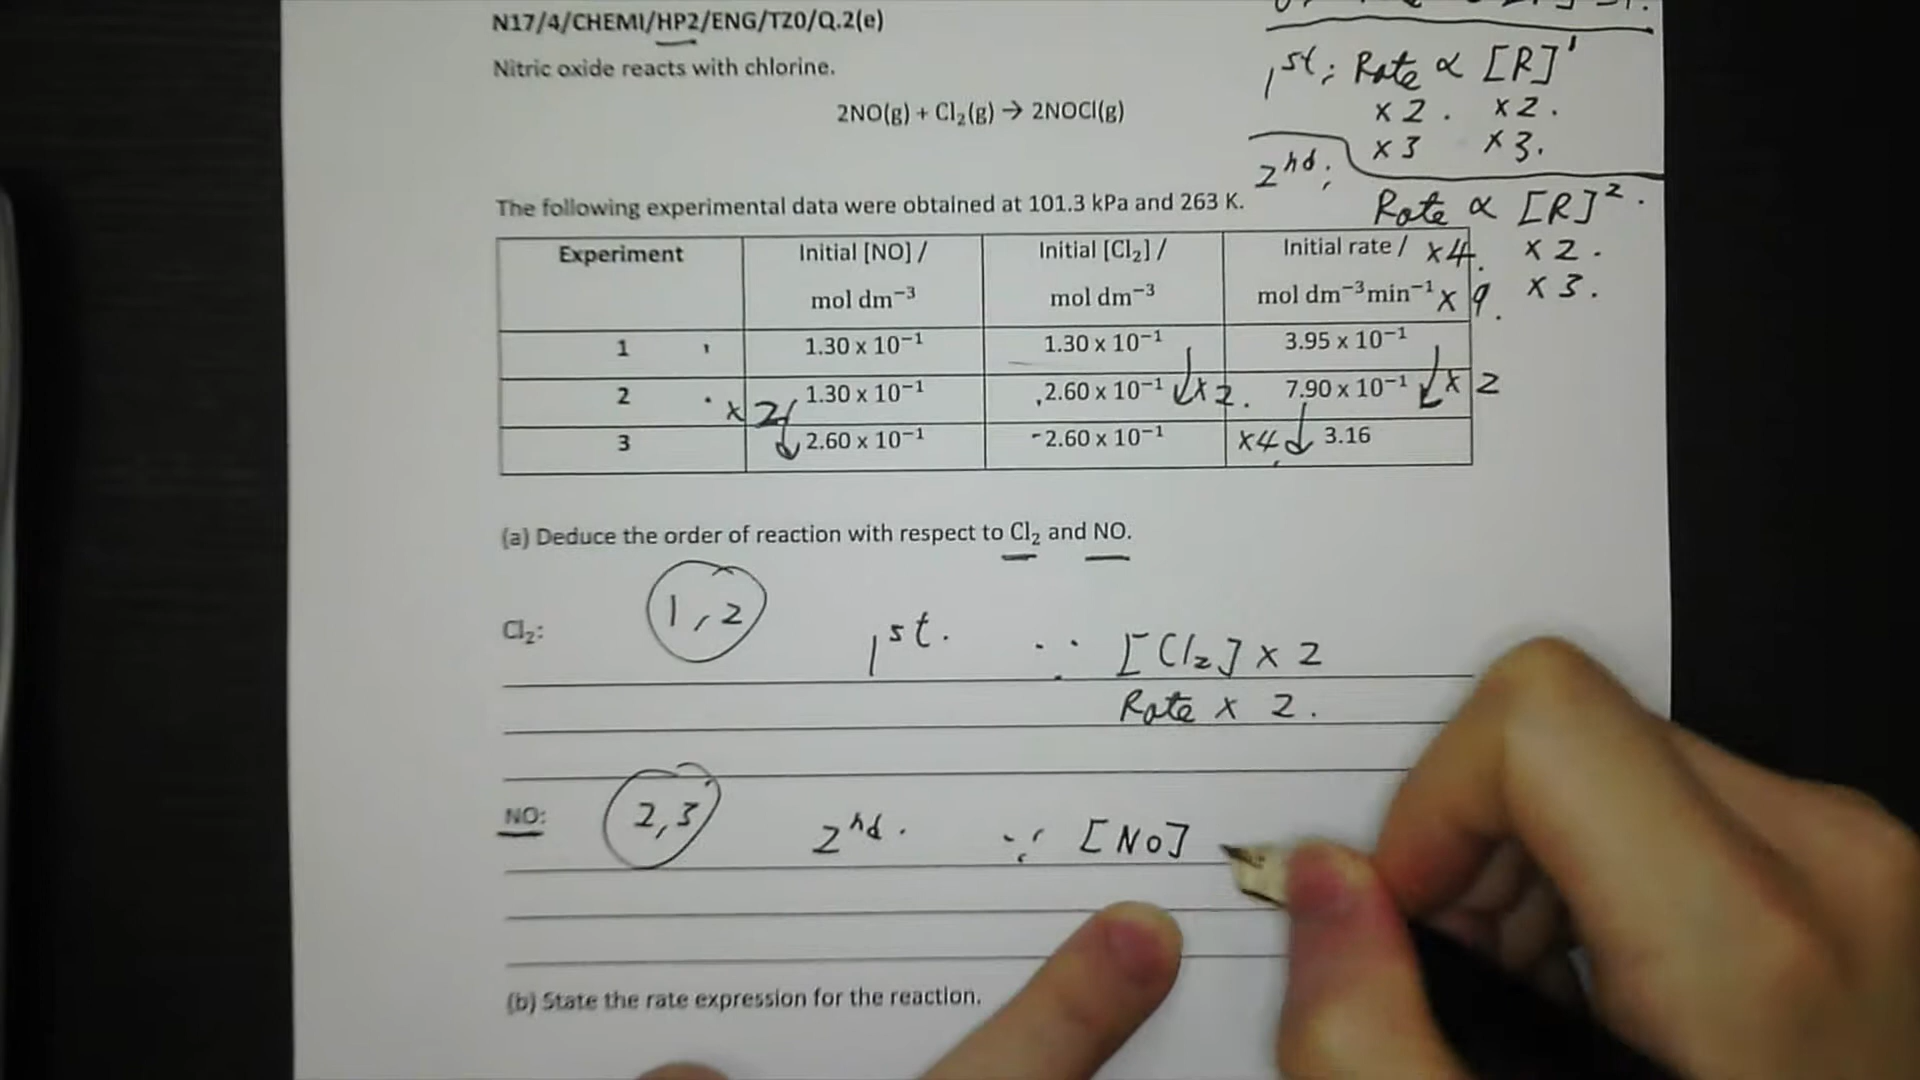 N17/4/CHEMI/HP2/ENG/TZ0/Q.2(e)
Nitric oxide reacts with chlorine.
2NO(g) + Cl₂(g) → 2NOCl(g)
1st: Rate ∝ [R]¹
x 2 . x 2 .
x 3 x 3.
2nd:
Rate ∝ [R]² .
x4. x 2 .
x 9. x 3 .
The following experimental data were obtained at 101.3 kPa and 263 K.
Experiment Initial [NO] / mol dm⁻³ Initial [Cl₂] / mol dm⁻³ Initial rate / mol dm⁻³min⁻¹
1 1.30 x 10⁻¹ 1.30 x 10⁻¹ 3.95 x 10⁻¹
2 1.30 x 10⁻¹ 2.60 x 10⁻¹ 7.90 x 10⁻¹
x 2 ↓ ↓ x 2 . ↓ x 2
3 2.60 x 10⁻¹ 2.60 x 10⁻¹ x4 ↓ 3.16
(a) Deduce the order of reaction with respect to Cl₂ and NO.
Cl₂: 1, 2 1st. ∵ [Cl₂] x 2
Rate x 2 .
NO: 2, 3 2nd . ∵ [NO]
(b) State the rate expression for the reaction.